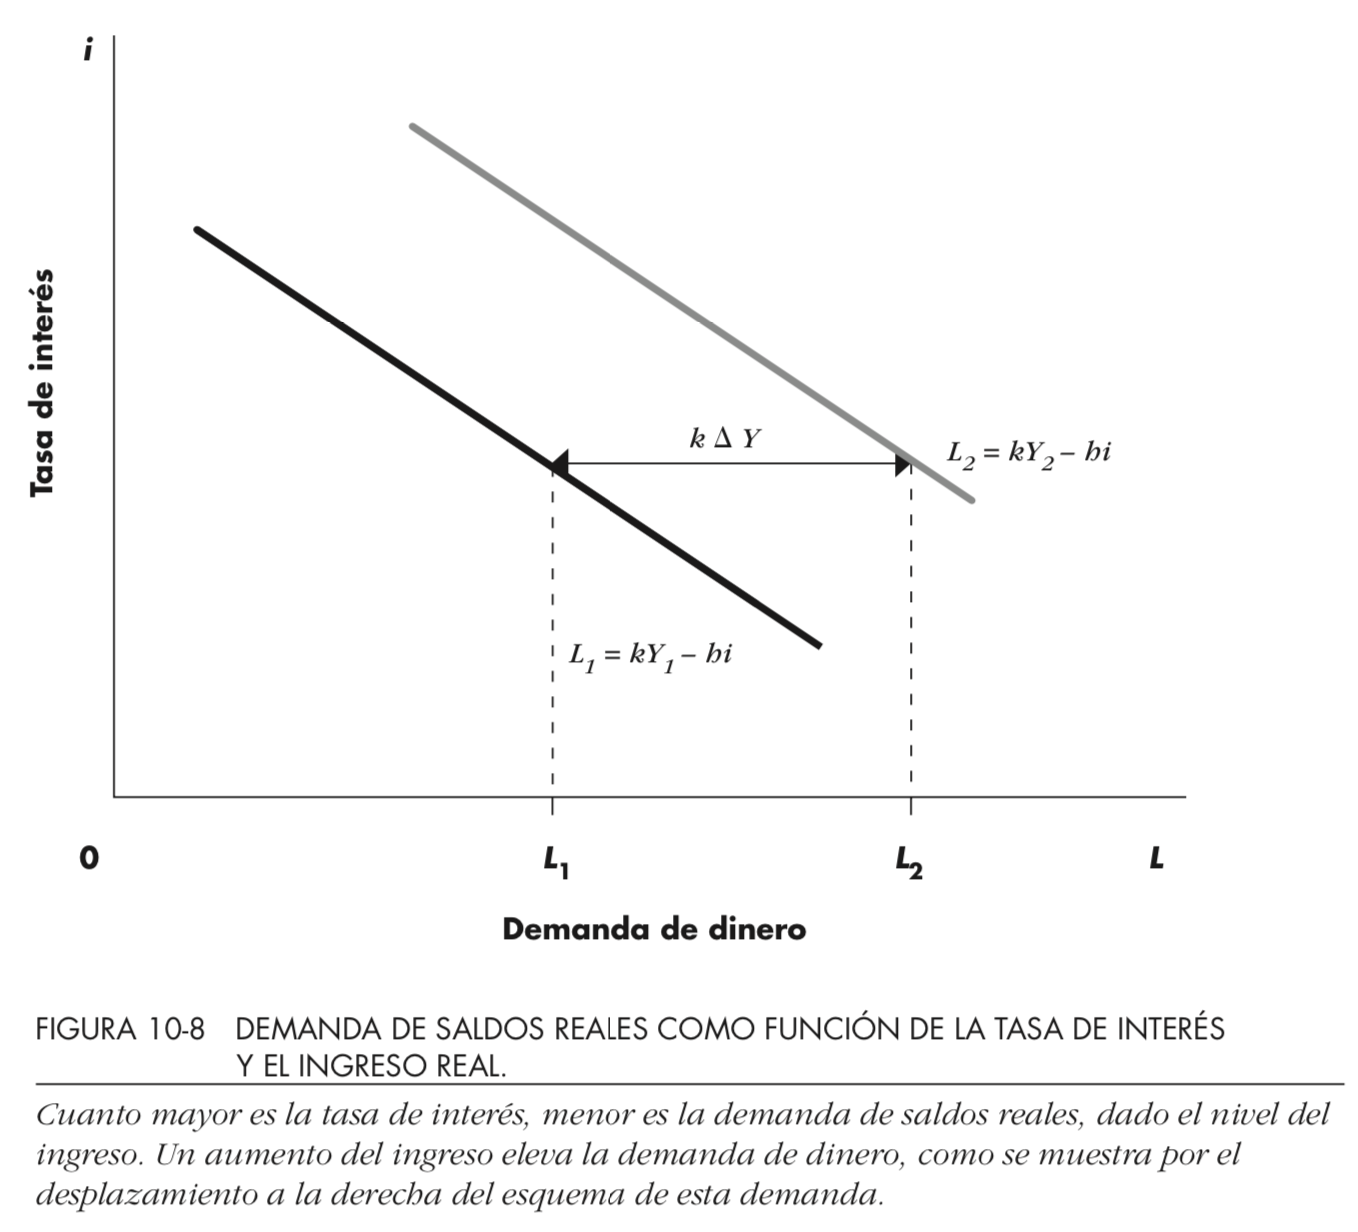 i
Tasa de interés
k Δ Y
L₂ = kY₂ – hi
L₁ = kY₁ – hi
0
L₁
L₂
L
Demanda de dinero
FIGURA 10-8 DEMANDA DE SALDOS REALES COMO FUNCIÓN DE LA TASA DE INTERÉS
Y EL INGRESO REAL.
Cuanto mayor es la tasa de interés, menor es la demanda de saldos reales, dado el nivel del
ingreso. Un aumento del ingreso eleva la demanda de dinero, como se muestra por el
desplazamiento a la derecha del esquema de esta demanda.